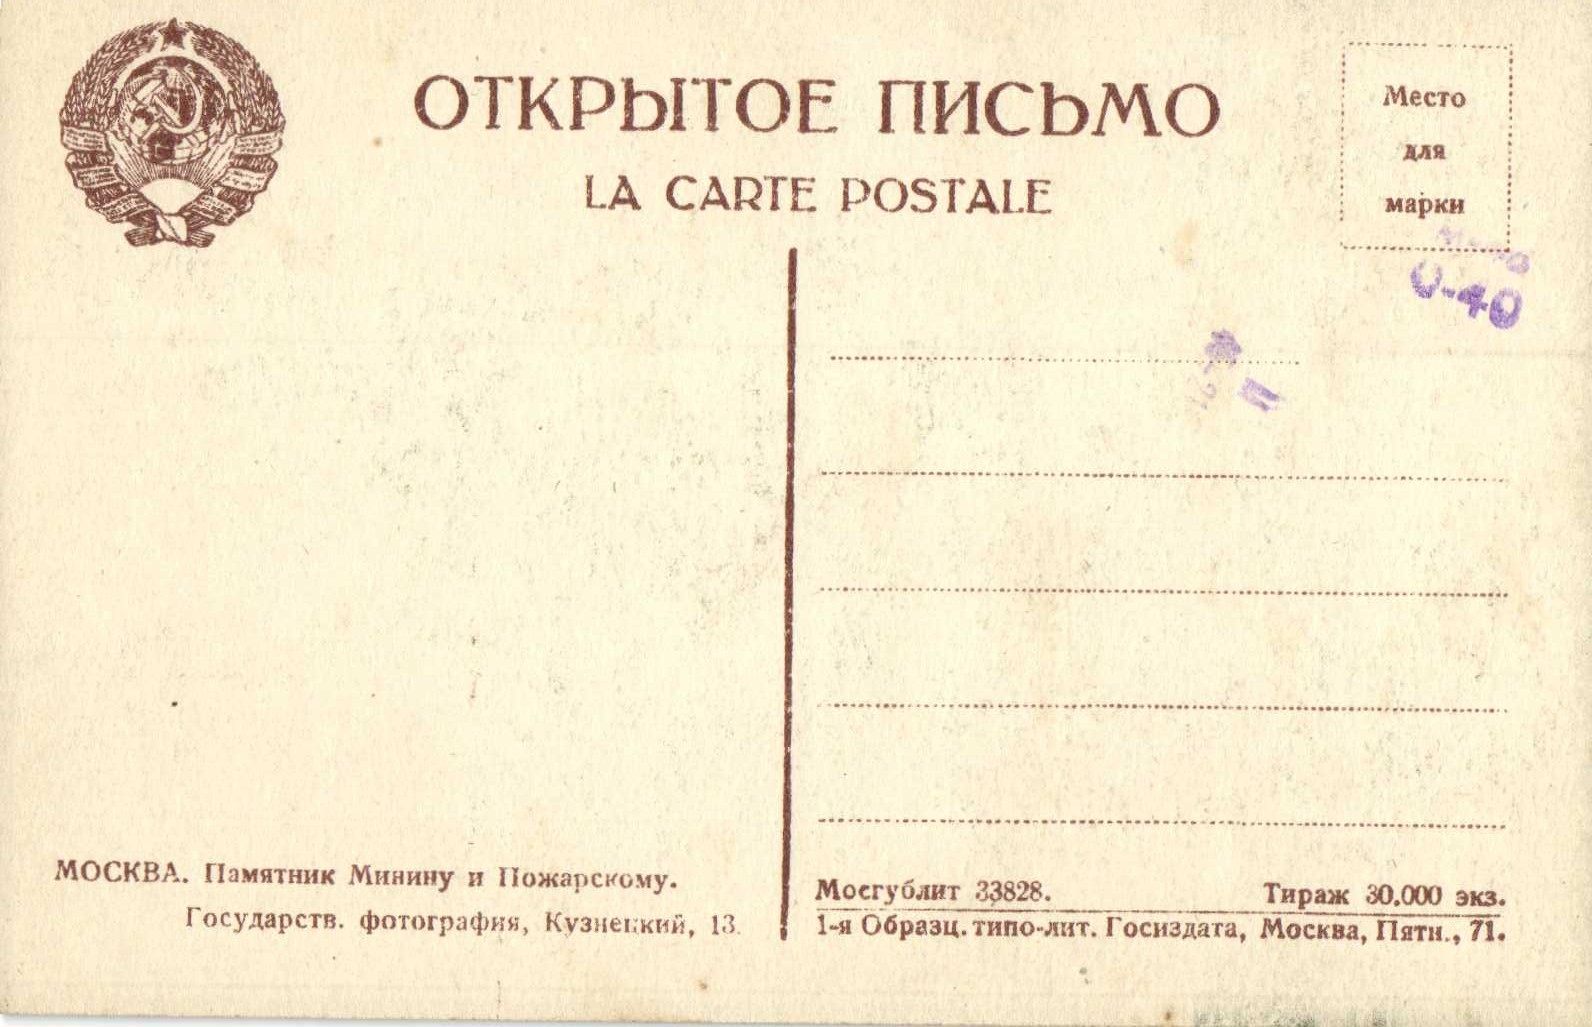 ОТКРЫТОЕ ПИСЬМО
LA CARTE POSTALE
Место
для
марки
0-40
МОСКВА. Памятник Минину и Пожарскому.
Государств. фотография, Кузнецкий, 13.
Мосгублит 33828. Тираж 30.000 экз.
1-я Образц. типо-лит. Госиздата, Москва, Пятн., 71.